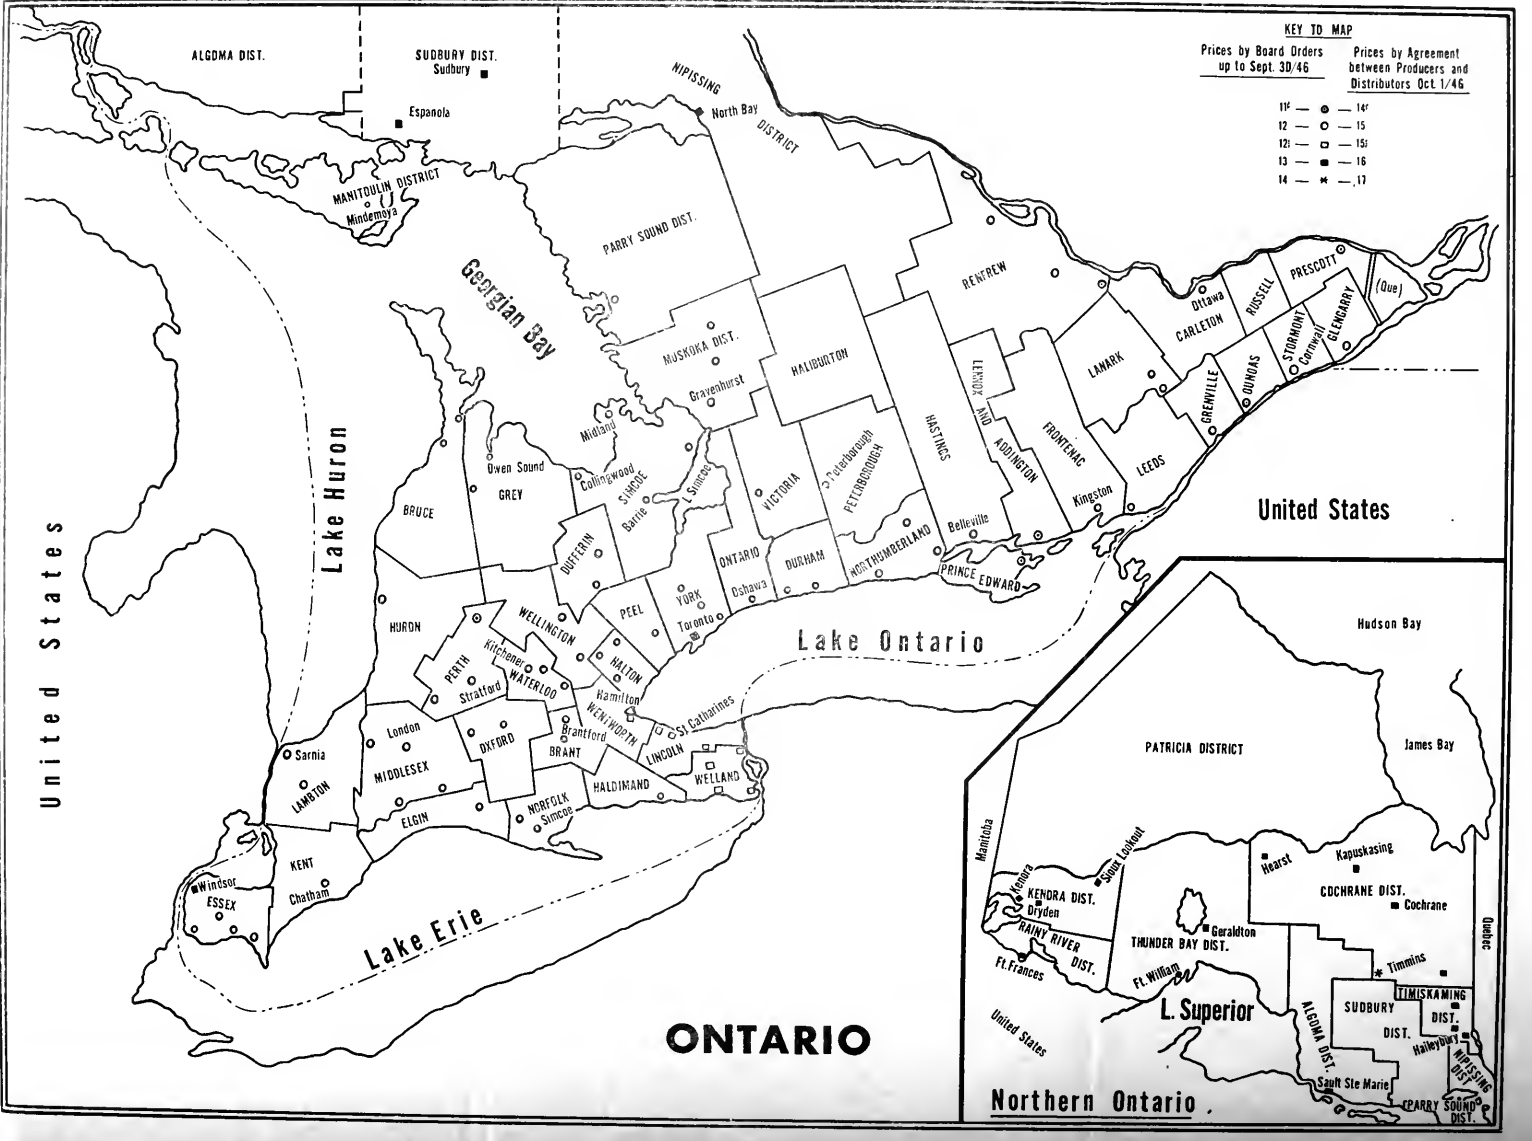 KEY TO MAP
Prices by Board Orders
up to Sept. 30/46
Prices by Agreement
between Producers and
Distributors Oct. 1/46
11¢ — ⊙ — 14¢
12 — ○ — 15
12½ — □ — 15½
13 — ■ — 16
14 — * — 17
ALGOMA DIST.
SUDBURY DIST.
Sudbury
Espanola
NIPISSING
DISTRICT
North Bay
MANITOULIN DISTRICT
Mindemoya
PARRY SOUND DIST.
Georgian Bay
RENFREW
MUSKOKA DIST.
Gravenhurst
HALIBURTON
LANARK
Ottawa
CARLETON
RUSSELL
PRESCOTT
(Que)
GLENGARRY
STORMONT
Cornwall
DUNDAS
GRENVILLE
LEEDS
FRONTENAC
Kingston
LENNOX AND
ADDINGTON
HASTINGS
Belleville
PRINCE EDWARD
NORTHUMBERLAND
Peterborough
PETERBOROUGH
VICTORIA
DURHAM
ONTARIO
Oshawa
YORK
Toronto
PEEL
HALTON
Hamilton
WENTWORTH
St Catharines
LINCOLN
WELLAND
HALDIMAND
Midland
Collingwood
SIMCOE
Barrie
L Simcoe
Owen Sound
GREY
BRUCE
DUFFERIN
WELLINGTON
HURON
PERTH
Stratford
Kitchener
WATERLOO
Brantford
BRANT
OXFORD
NORFOLK
Simcoe
London
MIDDLESEX
ELGIN
Sarnia
LAMBTON
KENT
Chatham
Windsor
ESSEX
Lake Huron
United States
Lake Erie
Lake Ontario
United States
ONTARIO
Hudson Bay
James Bay
PATRICIA DISTRICT
Manitoba
Kenora
KENORA DIST.
Dryden
Sioux Lookout
RAINY RIVER
DIST.
Ft. Frances
THUNDER BAY DIST.
Geraldton
Ft. William
Hearst
Kapuskasing
COCHRANE DIST.
Cochrane
Quebec
Timmins
TIMISKAMING
DIST.
Haileybury
SUDBURY
DIST.
ALGOMA DIST.
Sault Ste Marie
NIPISSING
DIST
PARRY SOUND
DIST.
L. Superior
United States
Northern Ontario